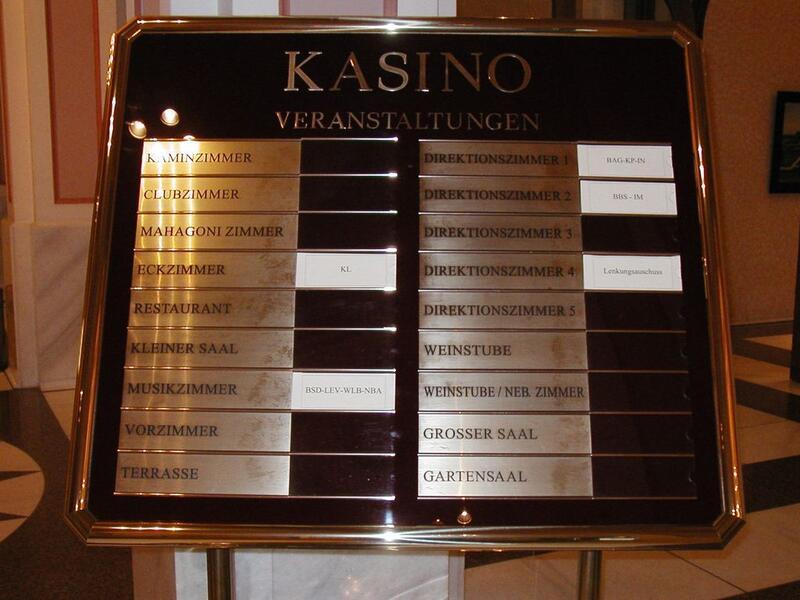 KASINO
VERANSTALTUNGEN
KAMINZIMMER
CLUBZIMMER
MAHAGONI ZIMMER
ECKZIMMER KL
RESTAURANT
KLEINER SAAL
MUSIKZIMMER BSD-LEV-WLB-NBA
VORZIMMER
TERRASSE
DIREKTIONSZIMMER 1 BAG-KP-IN
DIREKTIONSZIMMER 2 BBS - IM
DIREKTIONSZIMMER 3
DIREKTIONSZIMMER 4 Lenkungsauschuss
DIREKTIONSZIMMER 5
WEINSTUBE
WEINSTUBE / NEB. ZIMMER
GROSSER SAAL
GARTENSAAL